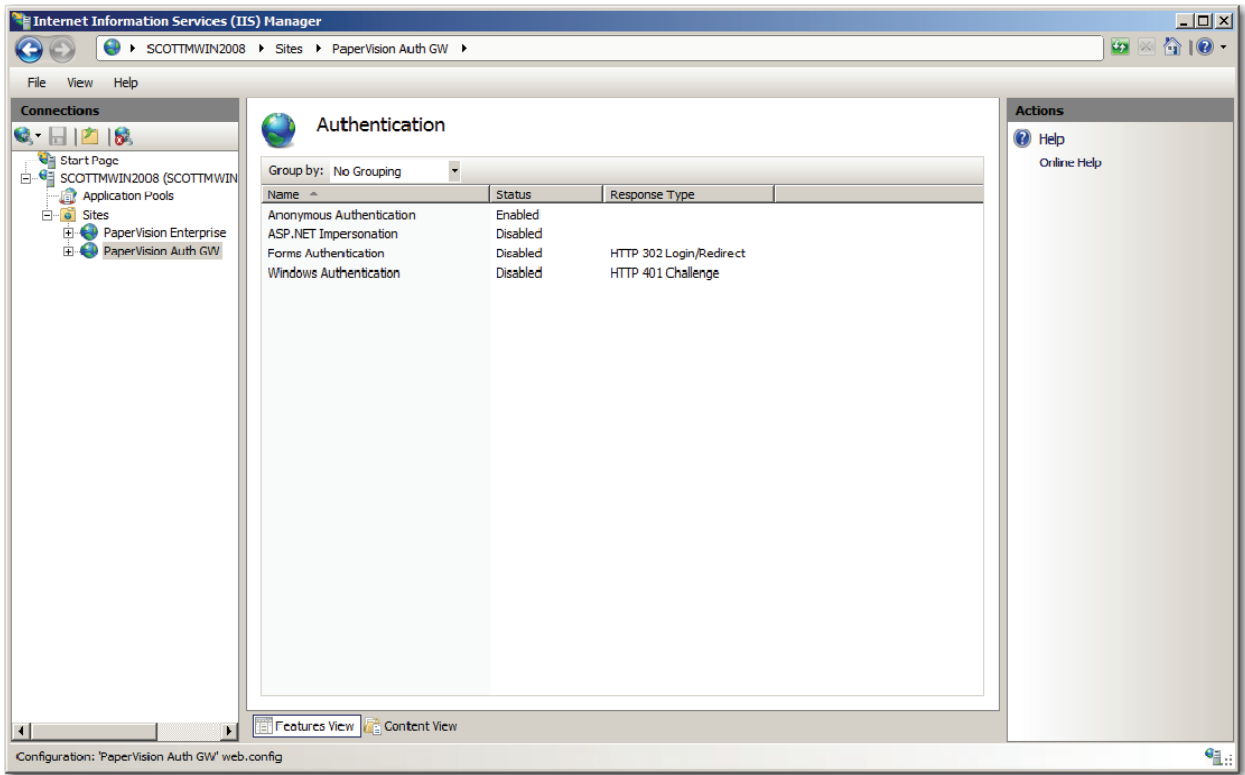 Internet Information Services (IIS) Manager
SCOTTMWIN2008 Sites PaperVision Auth GW
File View Help
Connections
Start Page
SCOTTMWIN2008 (SCOTTMWIN
Application Pools
Sites
PaperVision Enterprise
PaperVision Auth GW
Authentication
Group by: No Grouping
Name Status Response Type
Anonymous Authentication Enabled
ASP.NET Impersonation Disabled
Forms Authentication Disabled HTTP 302 Login/Redirect
Windows Authentication Disabled HTTP 401 Challenge
Features View Content View
Actions
Help
Online Help
Configuration: 'PaperVision Auth GW' web.config